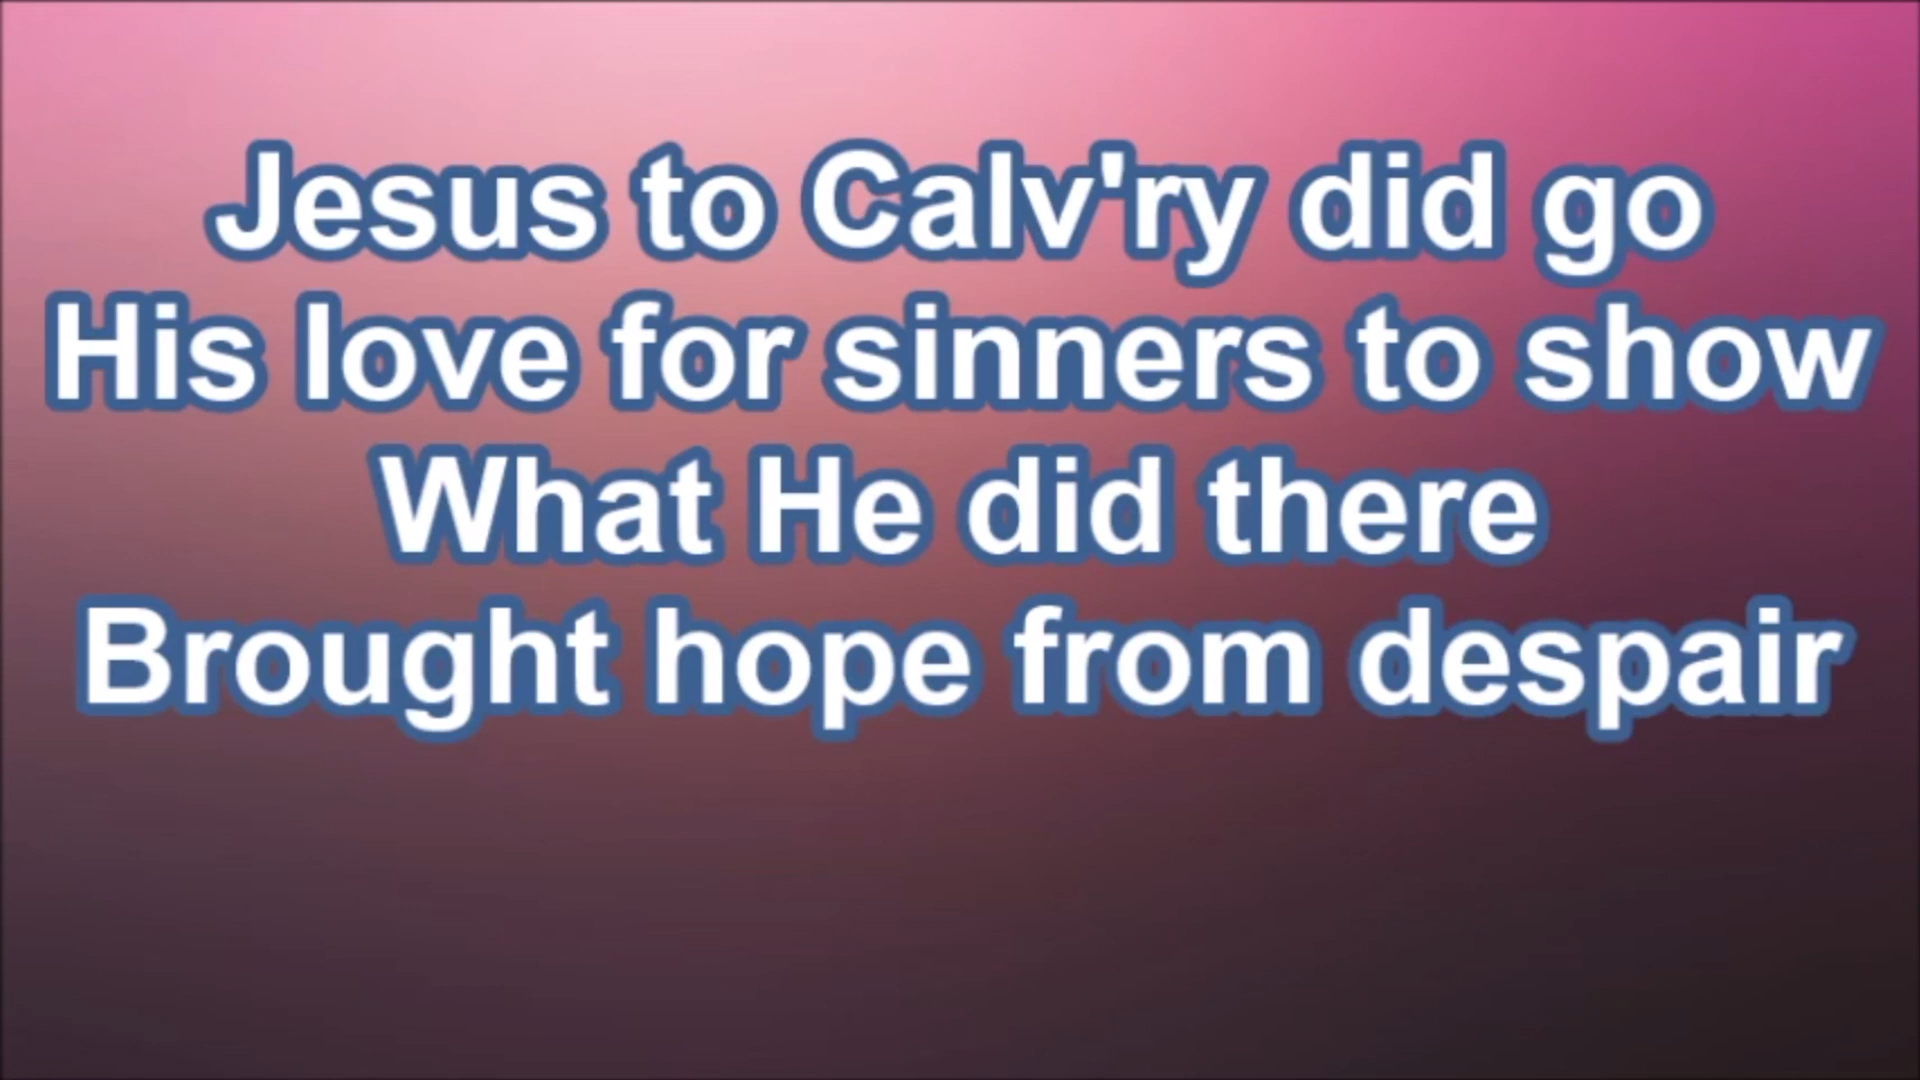 Jesus to Calv'ry did go
His love for sinners to show
What He did there
Brought hope from despair